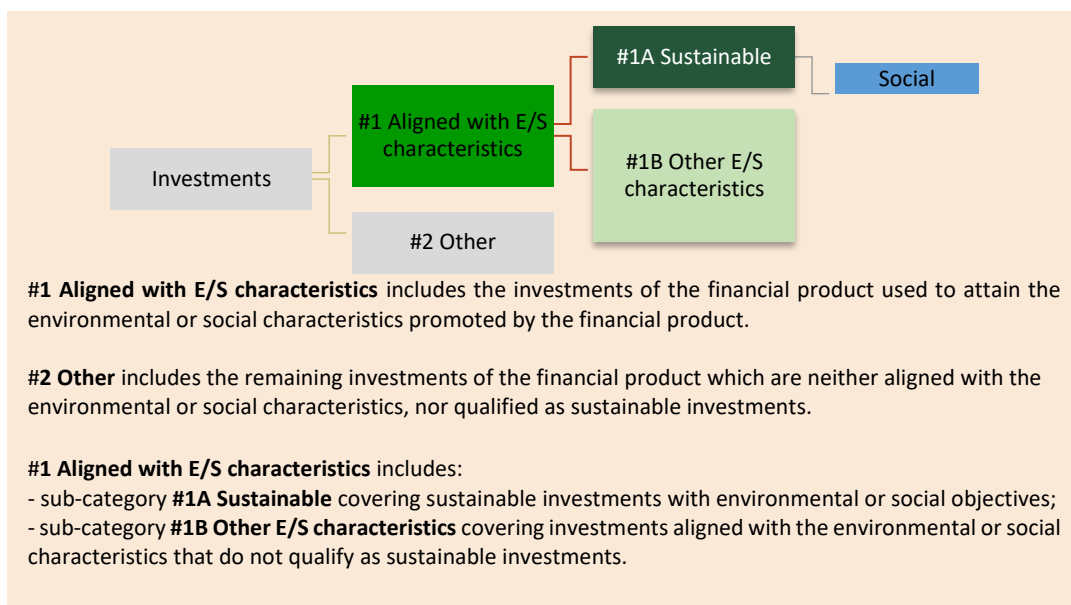 #1A Sustainable
Social
#1 Aligned with E/S
characteristics
#1B Other E/S
characteristics
Investments
#2 Other
#1 Aligned with E/S characteristics includes the investments of the financial product used to attain the
environmental or social characteristics promoted by the financial product.
#2 Other includes the remaining investments of the financial product which are neither aligned with the
environmental or social characteristics, nor qualified as sustainable investments.
#1 Aligned with E/S characteristics includes:
- sub-category #1A Sustainable covering sustainable investments with environmental or social objectives;
- sub-category #1B Other E/S characteristics covering investments aligned with the environmental or social
characteristics that do not qualify as sustainable investments.